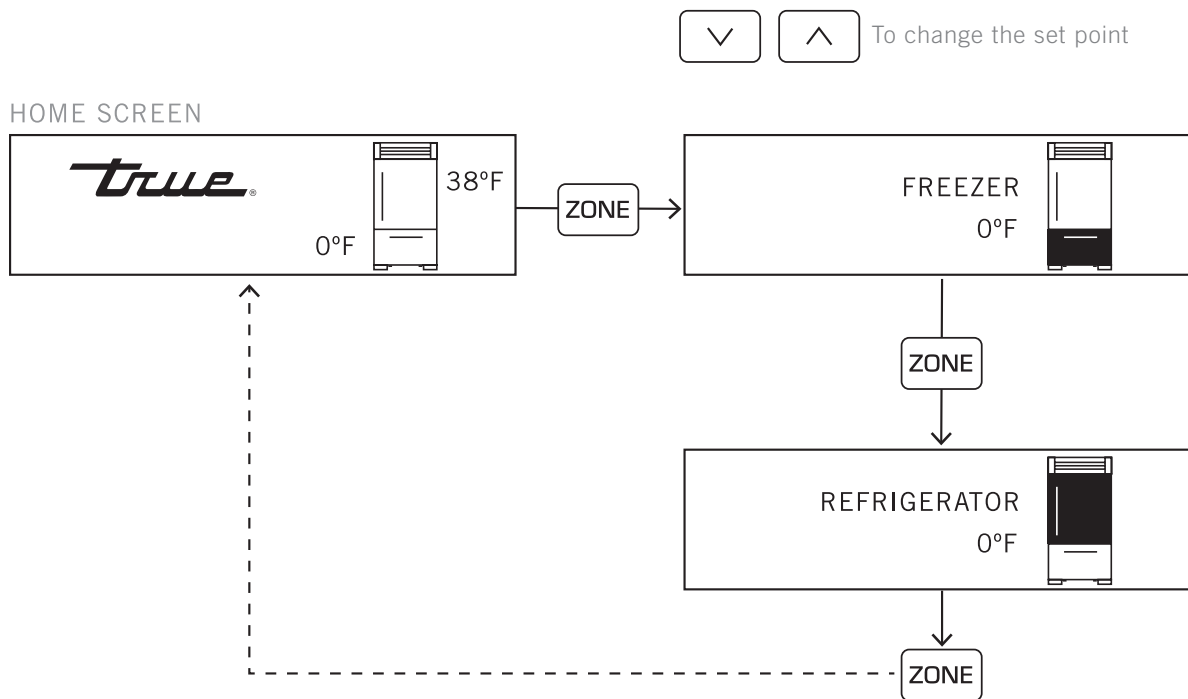 To change the set point
HOME SCREEN
true®
38°F
0°F
ZONE
FREEZER
0°F
ZONE
REFRIGERATOR
0°F
ZONE